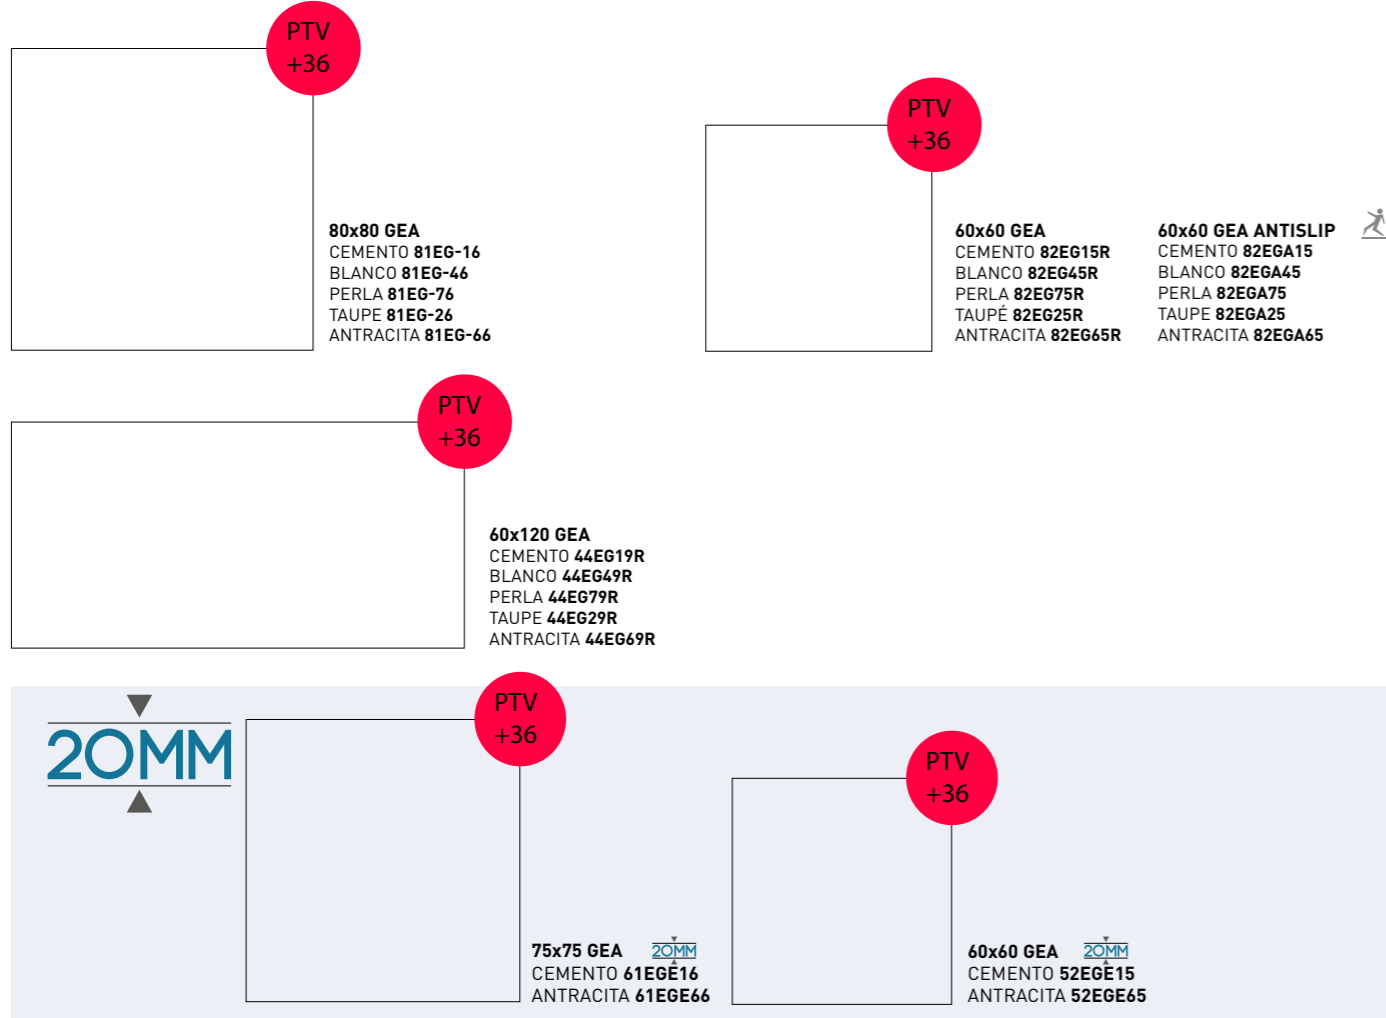 PTV
+36
80x80 GEA
CEMENTO 81EG-16
BLANCO 81EG-46
PERLA 81EG-76
TAUPE 81EG-26
ANTRACITA 81EG-66
PTV
+36
60x60 GEA
CEMENTO 82EG15R
BLANCO 82EG45R
PERLA 82EG75R
TAUPÉ 82EG25R
ANTRACITA 82EG65R
60x60 GEA ANTISLIP
CEMENTO 82EGA15
BLANCO 82EGA45
PERLA 82EGA75
TAUPE 82EGA25
ANTRACITA 82EGA65
PTV
+36
60x120 GEA
CEMENTO 44EG19R
BLANCO 44EG49R
PERLA 44EG79R
TAUPE 44EG29R
ANTRACITA 44EG69R
20MM
PTV
+36
75x75 GEA 20MM
CEMENTO 61EGE16
ANTRACITA 61EGE66
PTV
+36
60x60 GEA 20MM
CEMENTO 52EGE15
ANTRACITA 52EGE65